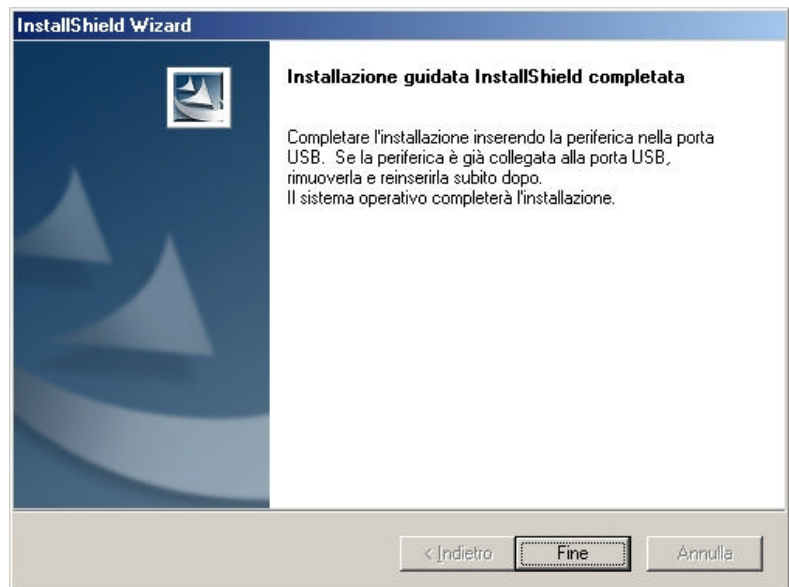 InstallShield Wizard
Installazione guidata InstallShield completata
Completare l'installazione inserendo la periferica nella porta
USB. Se la periferica è già collegata alla porta USB,
rimuoverla e reinserirla subito dopo.
Il sistema operativo completerà l'installazione.
< Indietro
Fine
Annulla